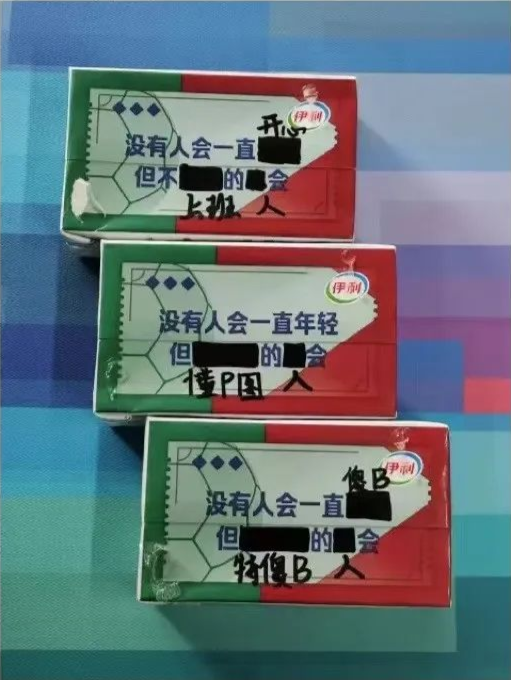 伊利
开心
没有人会一直
但不的会
上班 人
伊利
没有人会一直年轻
但的会
懂P图 人
伊利
傻B
没有人会一直
但的会
特傻B 人